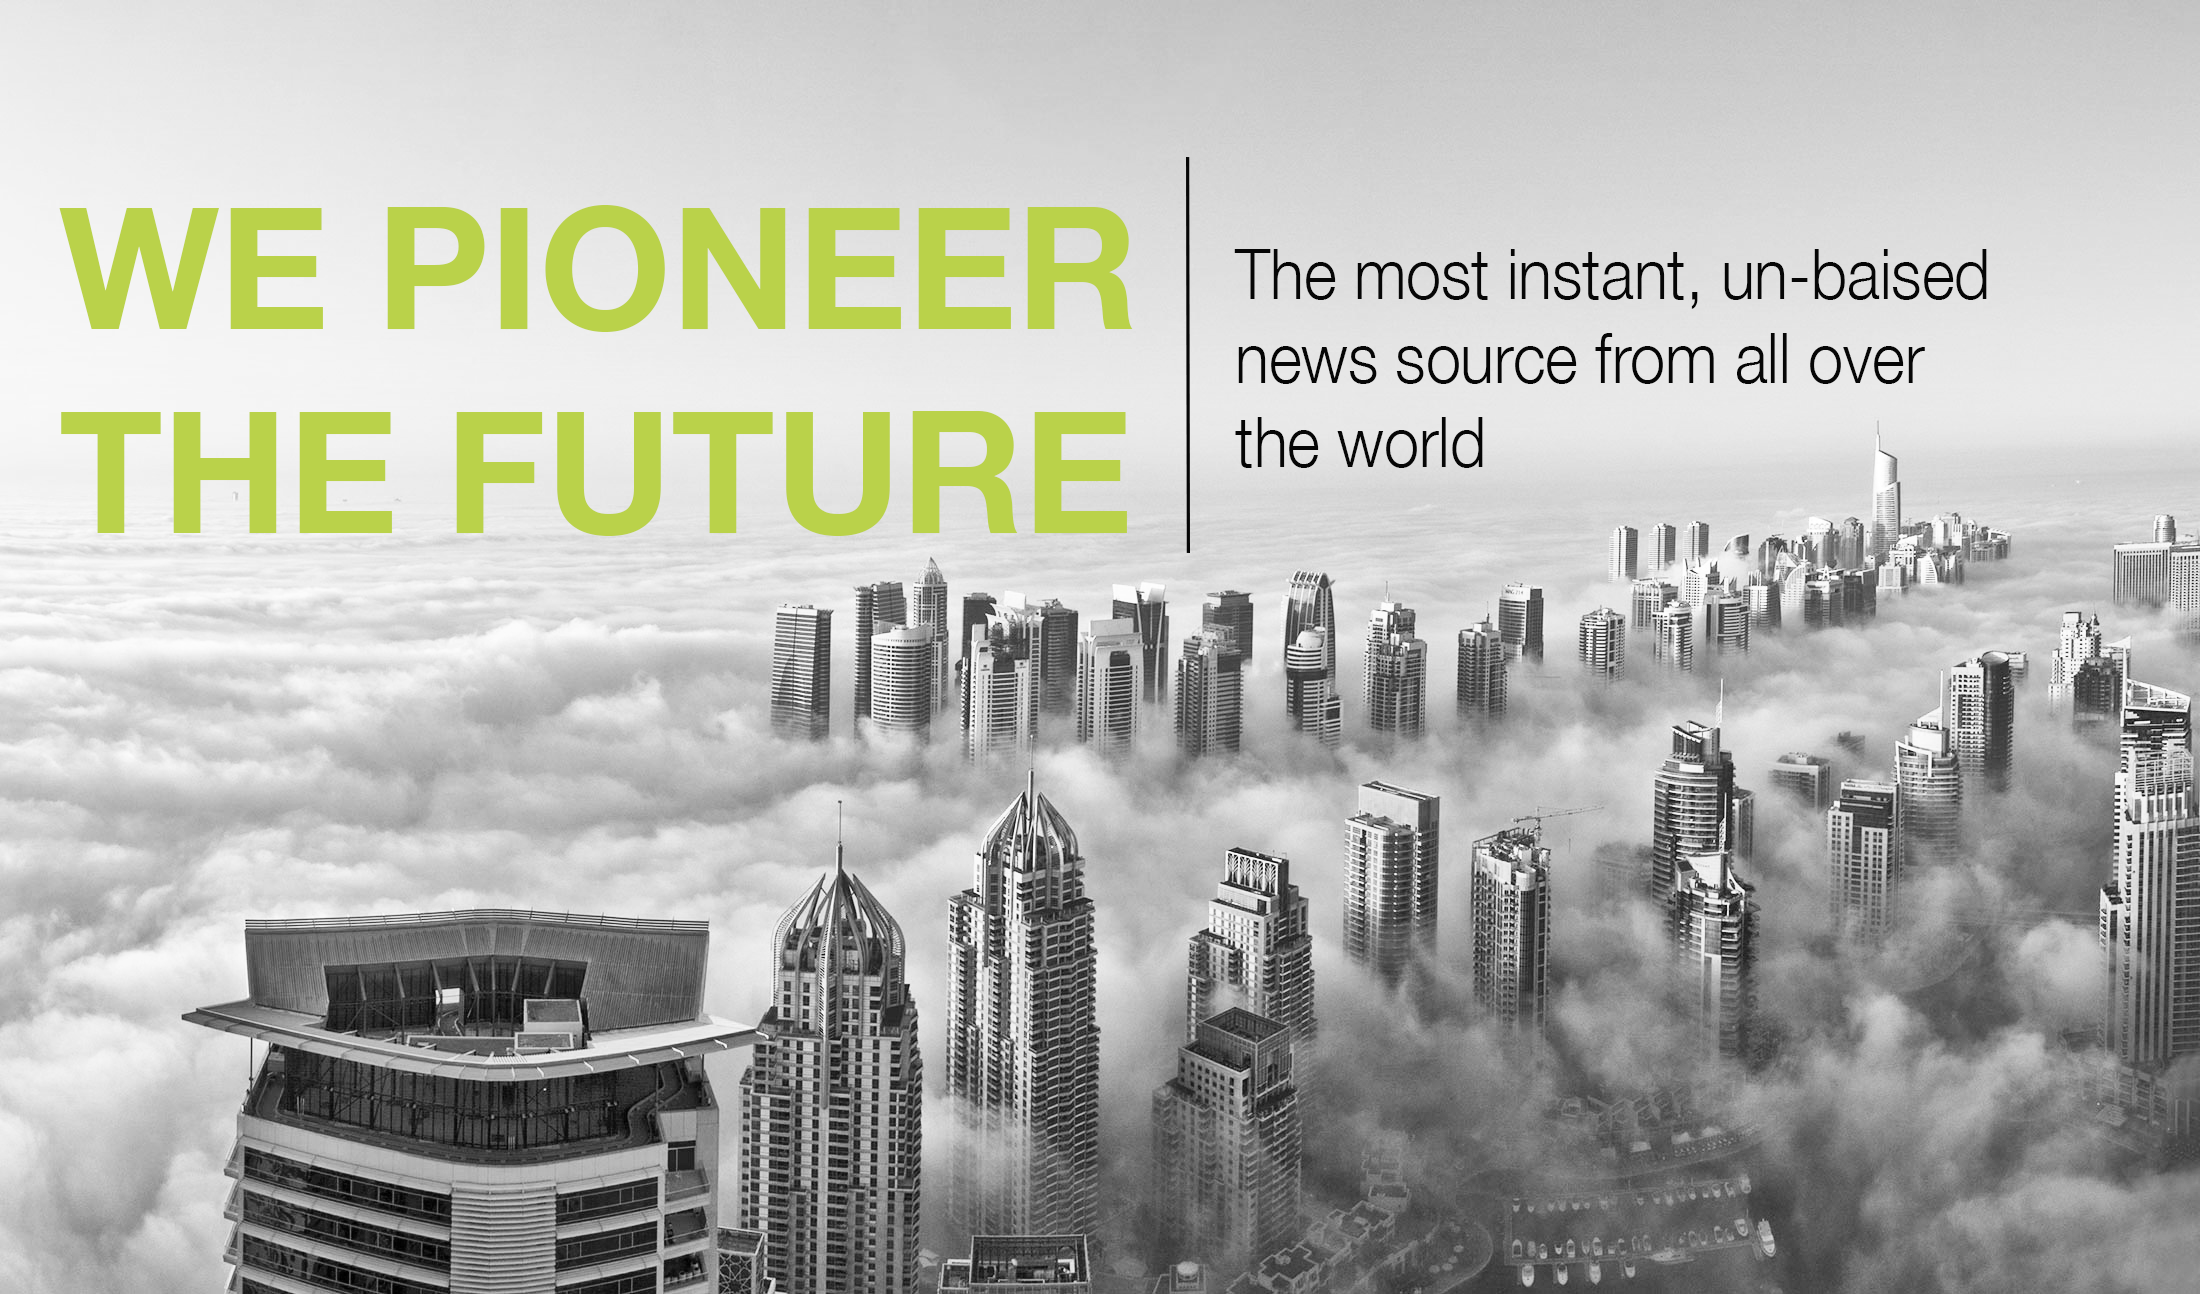 WE PIONEER
THE FUTURE
The most instant, un-baised
news source from all over
the world